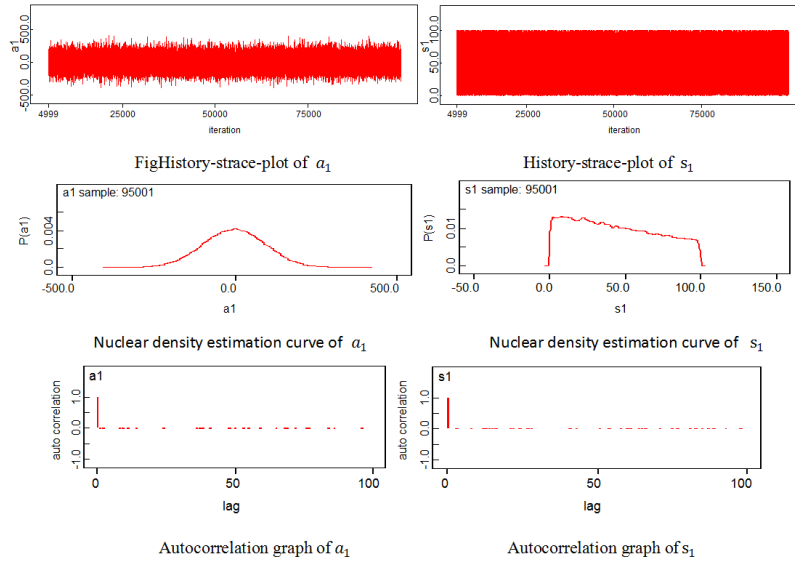 500.0
a1
0.0
-500.0
4999
25000
50000
75000
iteration
100.0
s1
50.0
0.0
4999
25000
50000
75000
iteration
FigHistory-strace-plot of a₁
History-strace-plot of s₁
a1 sample: 95001
P(a1)
0.004
0.0
-500.0
0.0
500.0
a1
s1 sample: 95001
P(s1)
0.01
0.0
-50.0
0.0
50.0
100.0
150.0
s1
Nuclear density estimation curve of a₁
Nuclear density estimation curve of s₁
a1
auto correlation
1.0
0.0
-1.0
0
50
100
lag
s1
auto correlation
1.0
0.0
-1.0
0
50
100
lag
Autocorrelation graph of a₁
Autocorrelation graph of s₁